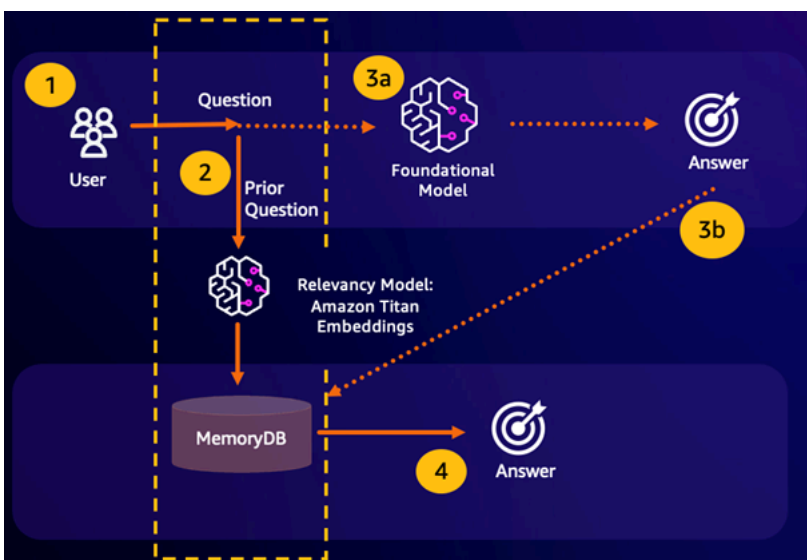 1
3a
Question
User
2
Prior
Question
Foundational
Model
Answer
3b
Relevancy Model:
Amazon Titan
Embeddings
MemoryDB
4
Answer